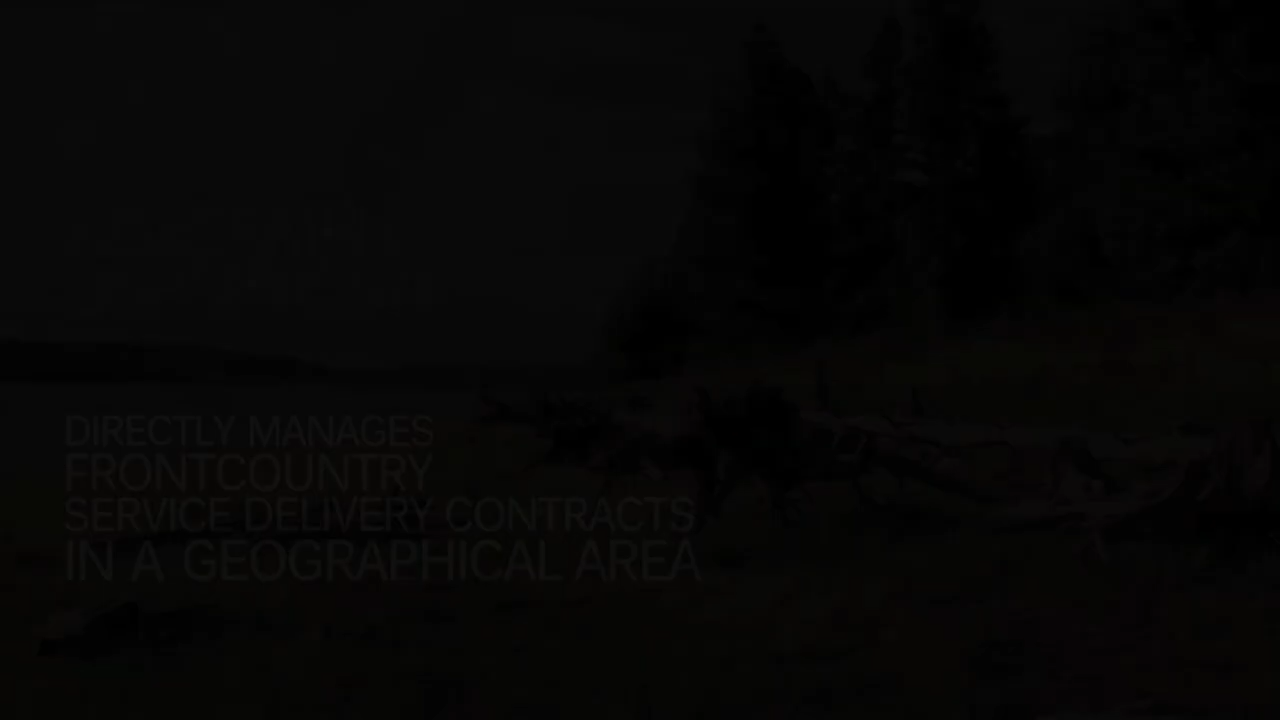 DIRECTLY MANAGES
FRONTCOUNTRY
SERVICE DELIVERY CONTRACTS
IN A GEOGRAPHICAL AREA